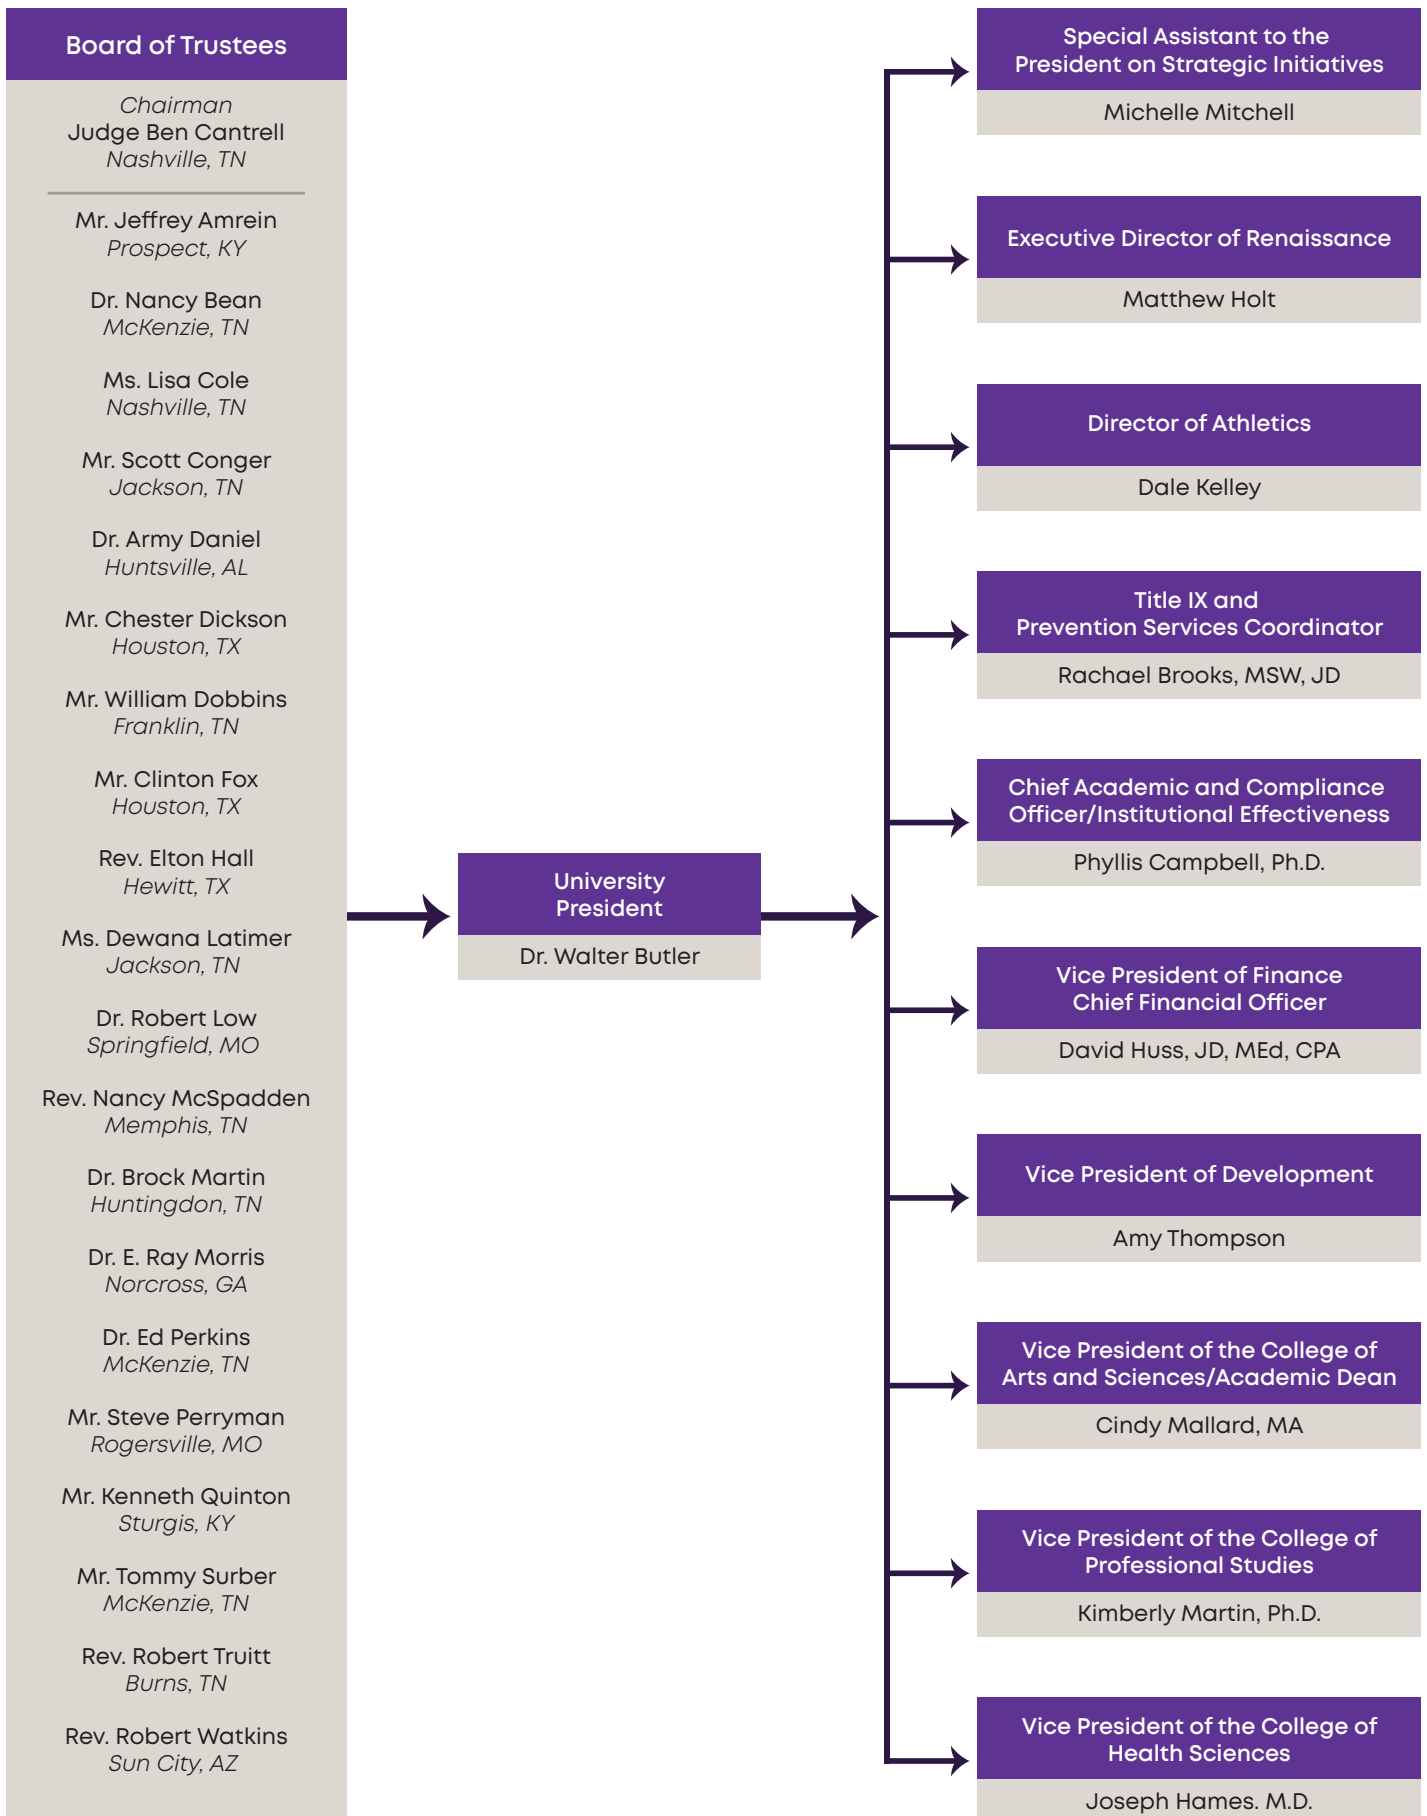 Board of Trustees
Chairman
Judge Ben Cantrell
Nashville, TN
Mr. Jeffrey Amrein
Prospect, KY
Dr. Nancy Bean
McKenzie, TN
Ms. Lisa Cole
Nashville, TN
Mr. Scott Conger
Jackson, TN
Dr. Army Daniel
Huntsville, AL
Mr. Chester Dickson
Houston, TX
Mr. William Dobbins
Franklin, TN
Mr. Clinton Fox
Houston, TX
Rev. Elton Hall
Hewitt, TX
Ms. Dewana Latimer
Jackson, TN
Dr. Robert Low
Springfield, MO
Rev. Nancy McSpadden
Memphis, TN
Dr. Brock Martin
Huntingdon, TN
Dr. E. Ray Morris
Norcross, GA
Dr. Ed Perkins
McKenzie, TN
Mr. Steve Perryman
Rogersville, MO
Mr. Kenneth Quinton
Sturgis, KY
Mr. Tommy Surber
McKenzie, TN
Rev. Robert Truitt
Burns, TN
Rev. Robert Watkins
Sun City, AZ
University
President
Dr. Walter Butler
Special Assistant to the
President on Strategic Initiatives
Michelle Mitchell
Executive Director of Renaissance
Matthew Holt
Director of Athletics
Dale Kelley
Title IX and
Prevention Services Coordinator
Rachael Brooks, MSW, JD
Chief Academic and Compliance
Officer/Institutional Effectiveness
Phyllis Campbell, Ph.D.
Vice President of Finance
Chief Financial Officer
David Huss, JD, MEd, CPA
Vice President of Development
Amy Thompson
Vice President of the College of
Arts and Sciences/Academic Dean
Cindy Mallard, MA
Vice President of the College of
Professional Studies
Kimberly Martin, Ph.D.
Vice President of the College of
Health Sciences
Joseph Hames. M.D.